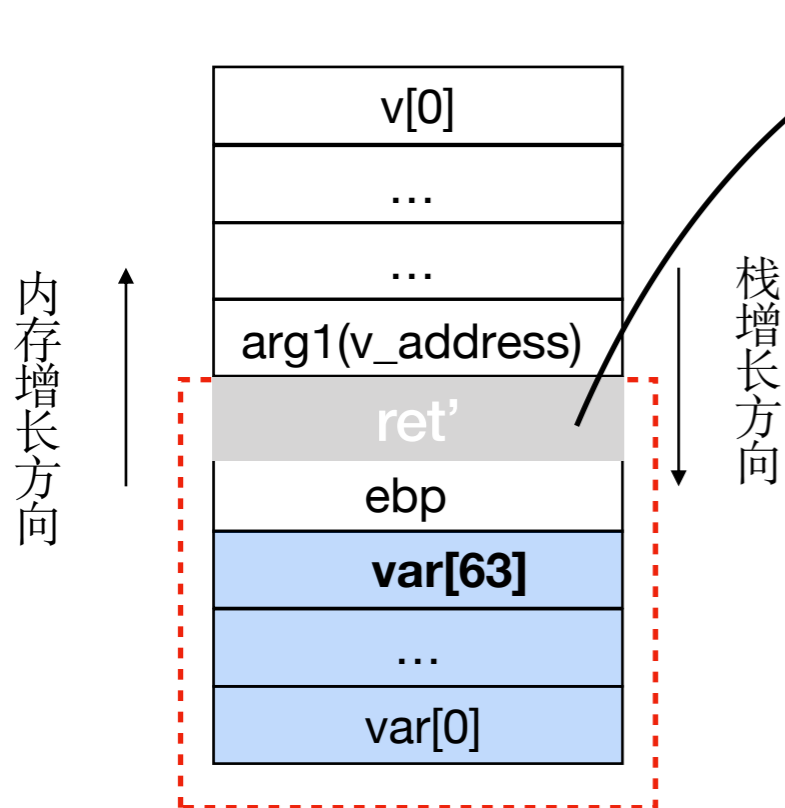 v[0]
…
…
arg1(v_address)
ret’
ebp
var[63]
…
var[0]
内存增长方向
栈增长方向